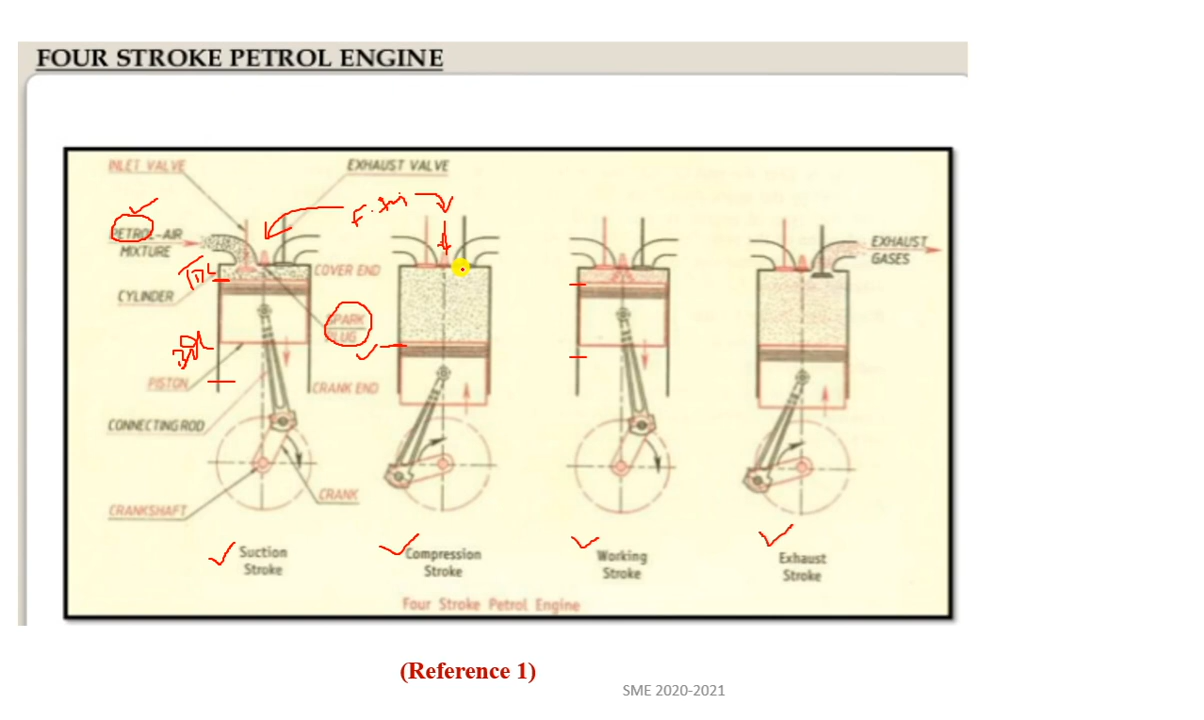 FOUR STROKE PETROL ENGINE
INLET VALVE
EXHAUST VALVE
PETROL-AIR
MIXTURE
EXHAUST
GASES
COVER END
CYLINDER
SPARK
PLUG
PISTON
CRANK END
CONNECTING ROD
CRANK
CRANKSHAFT
Suction
Stroke
Compression
Stroke
Working
Stroke
Exhaust
Stroke
Four Stroke Petrol Engine
(Reference 1)
SME 2020-2021